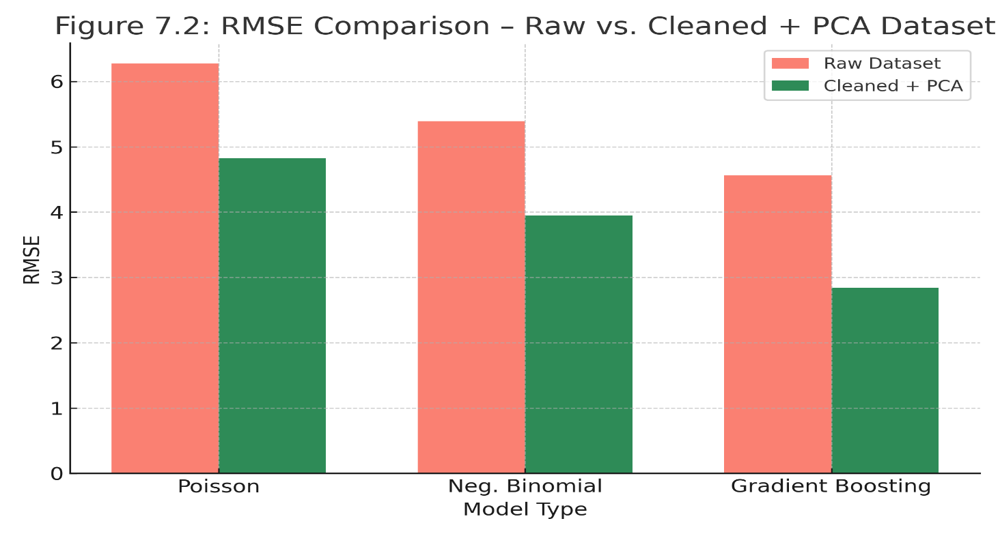 Figure 7.2: RMSE Comparison – Raw vs. Cleaned + PCA Dataset
Raw Dataset
Cleaned + PCA
RMSE
6
5
4
3
2
1
0
Poisson
Neg. Binomial
Gradient Boosting
Model Type